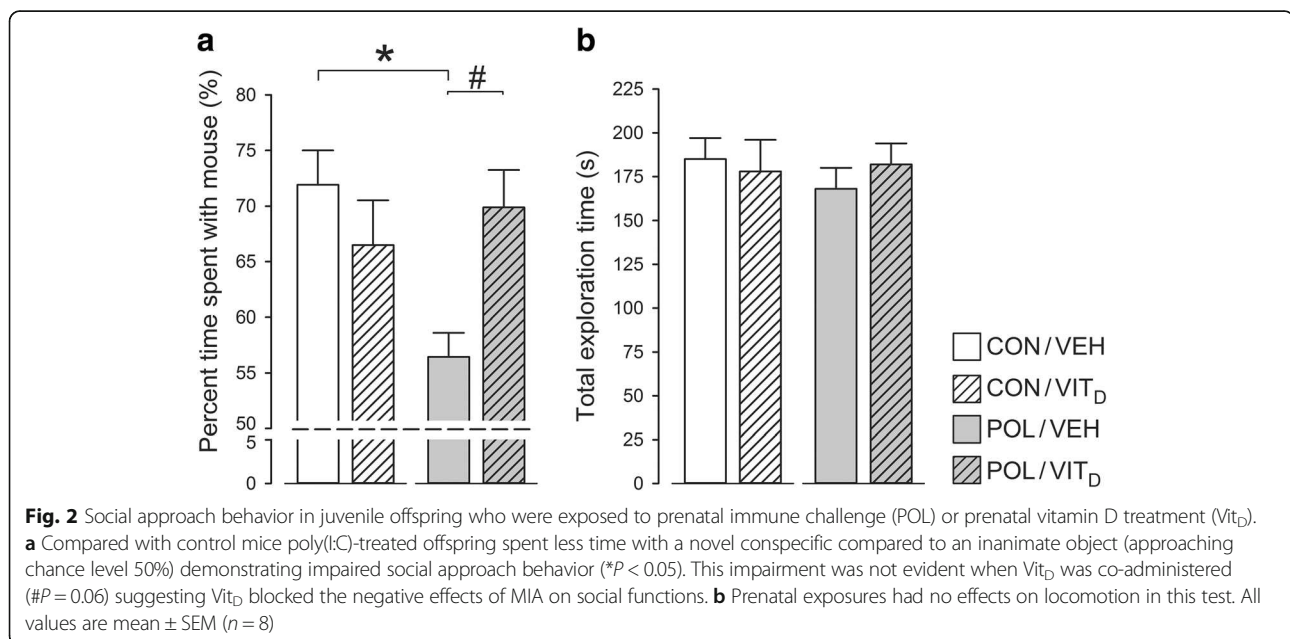 a
b
*
#
Percent time spent with mouse (%)
80
75
70
65
60
55
50
5
0
Total exploration time (s)
225
200
175
150
125
100
75
50
25
0
CON/VEH
CON/VIT_D
POL/VEH
POL/VIT_D
Fig. 2 Social approach behavior in juvenile offspring who were exposed to prenatal immune challenge (POL) or prenatal vitamin D treatment (Vit_D).
a Compared with control mice poly(I:C)-treated offspring spent less time with a novel conspecific compared to an inanimate object (approaching
chance level 50%) demonstrating impaired social approach behavior (*P < 0.05). This impairment was not evident when Vit_D was co-administered
(#P = 0.06) suggesting Vit_D blocked the negative effects of MIA on social functions. b Prenatal exposures had no effects on locomotion in this test. All
values are mean ± SEM (n = 8)